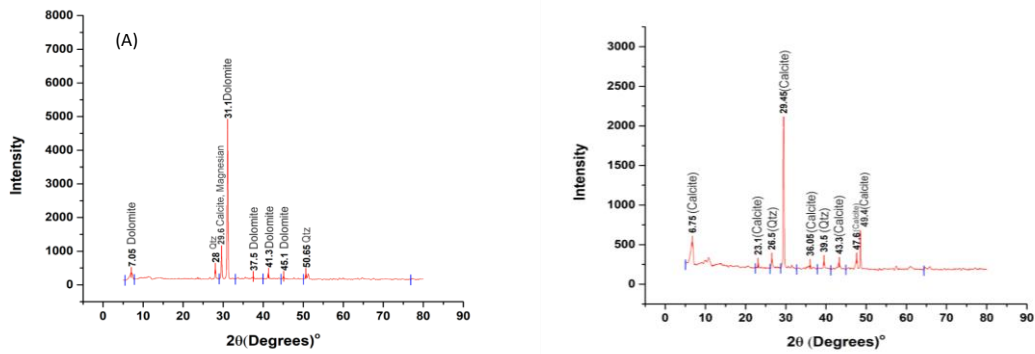 (A)
8000
7000
6000
5000
4000
3000
2000
1000
0
Intensity
7.05 Dolomite
28 Qtz
29.6 Calcite, Magnesian
31.1 Dolomite
37.5 Dolomite
41.3 Dolomite
45.1 Dolomite
50.65 Qtz
0 10 20 30 40 50 60 70 80 90
2θ(Degrees)°
3000
2500
2000
1500
1000
500
0
Intensity
6.75 (Calcite)
23.1 (Calcite)
26.5 (Qtz)
29.45 (Calcite)
36.05 (Calcite)
39.5 (Qtz)
43.3 (Calcite)
47.6 (Calcite)
49.4 (Calcite)
0 10 20 30 40 50 60 70 80 90
2θ (Degrees)°